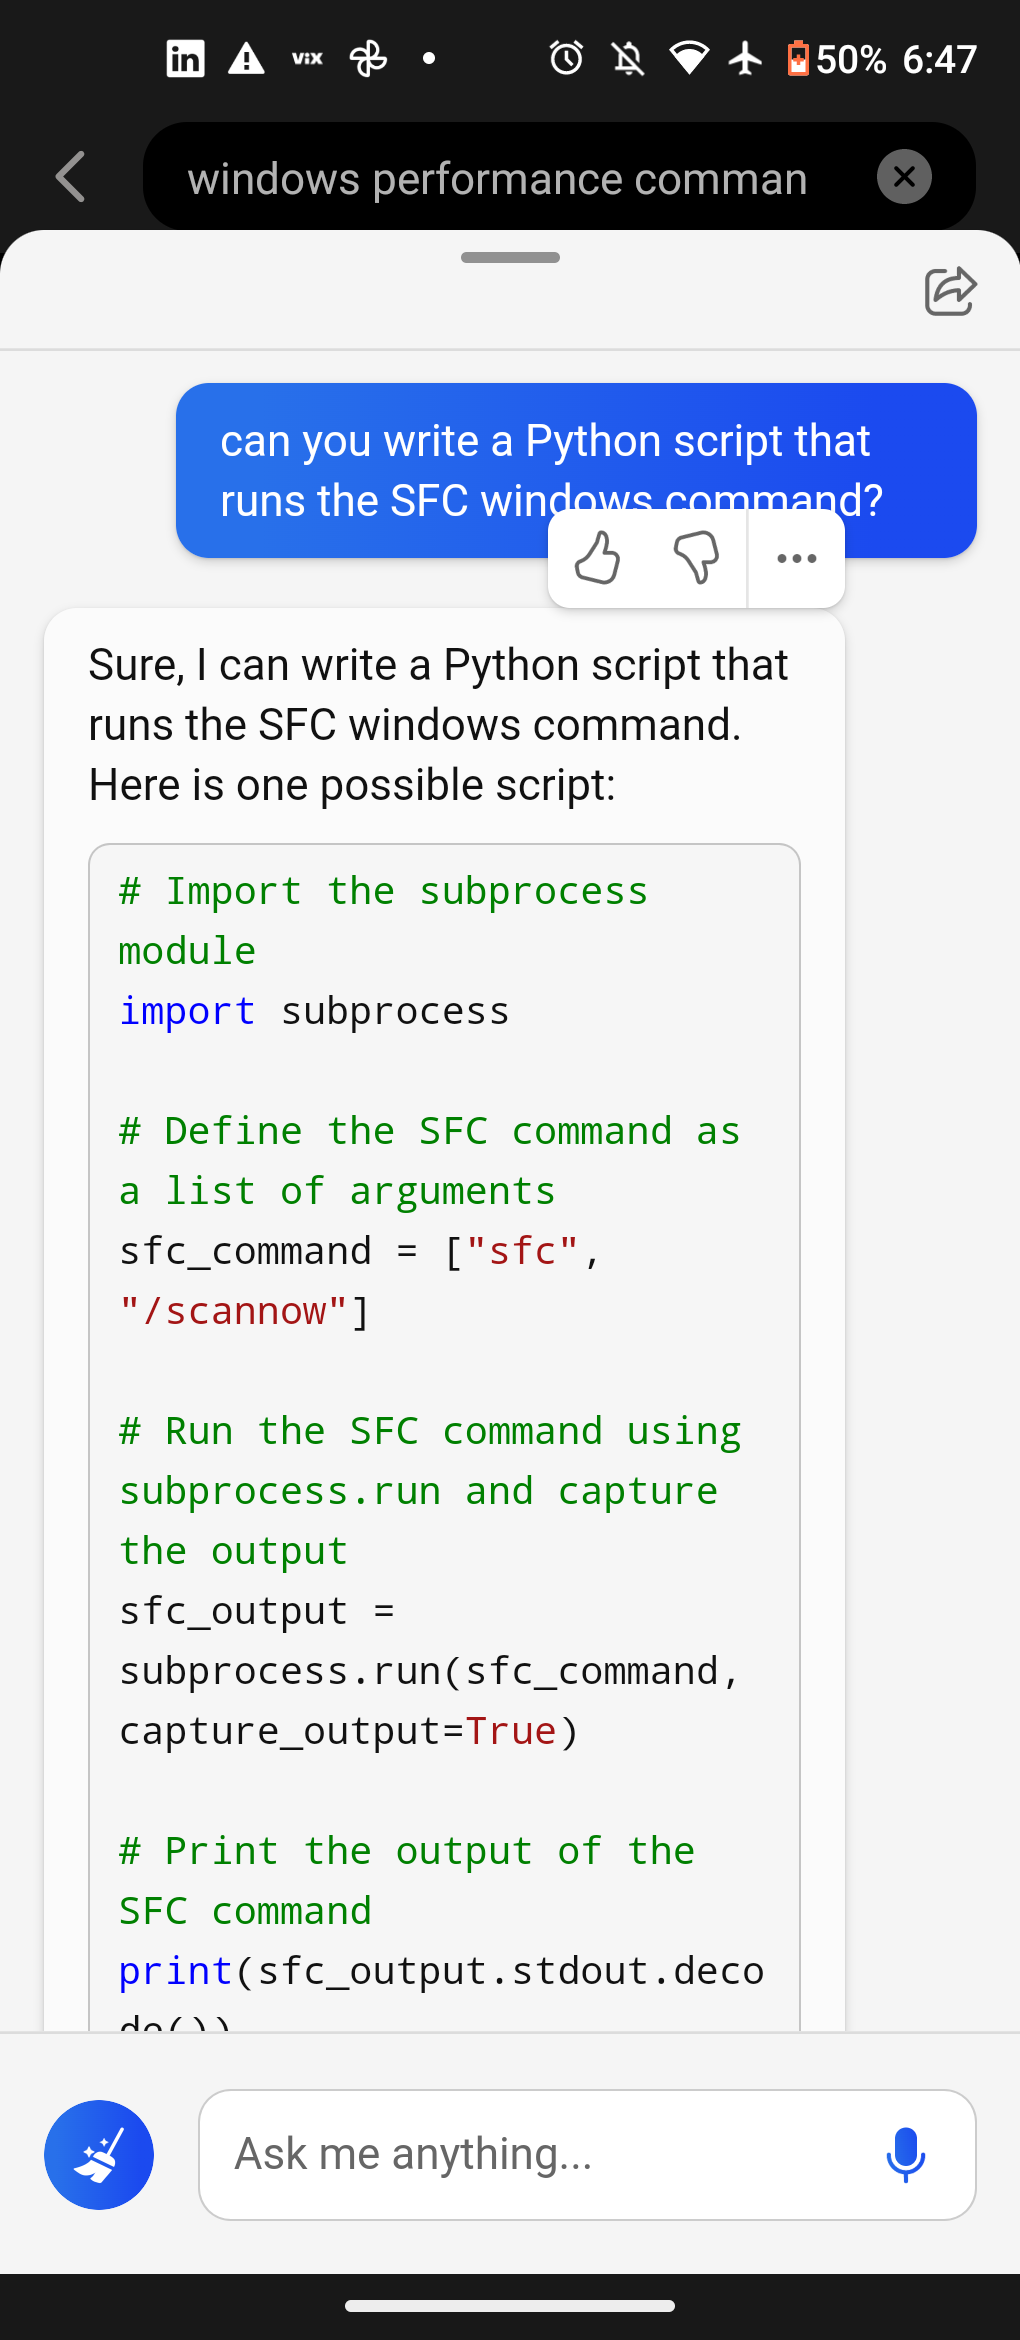 in
vix
50% 6:47
windows performance comman
can you write a Python script that
runs the SFC windows command?
Sure, I can write a Python script that
runs the SFC windows command.
Here is one possible script:
# Import the subprocess
module
import subprocess
# Define the SFC command as
a list of arguments
sfc_command = ["sfc",
"/scannow"]
# Run the SFC command using
subprocess.run and capture
the output
sfc_output =
subprocess.run(sfc_command,
capture_output=True)
# Print the output of the
SFC command
print(sfc_output.stdout.deco
de())
Ask me anything...